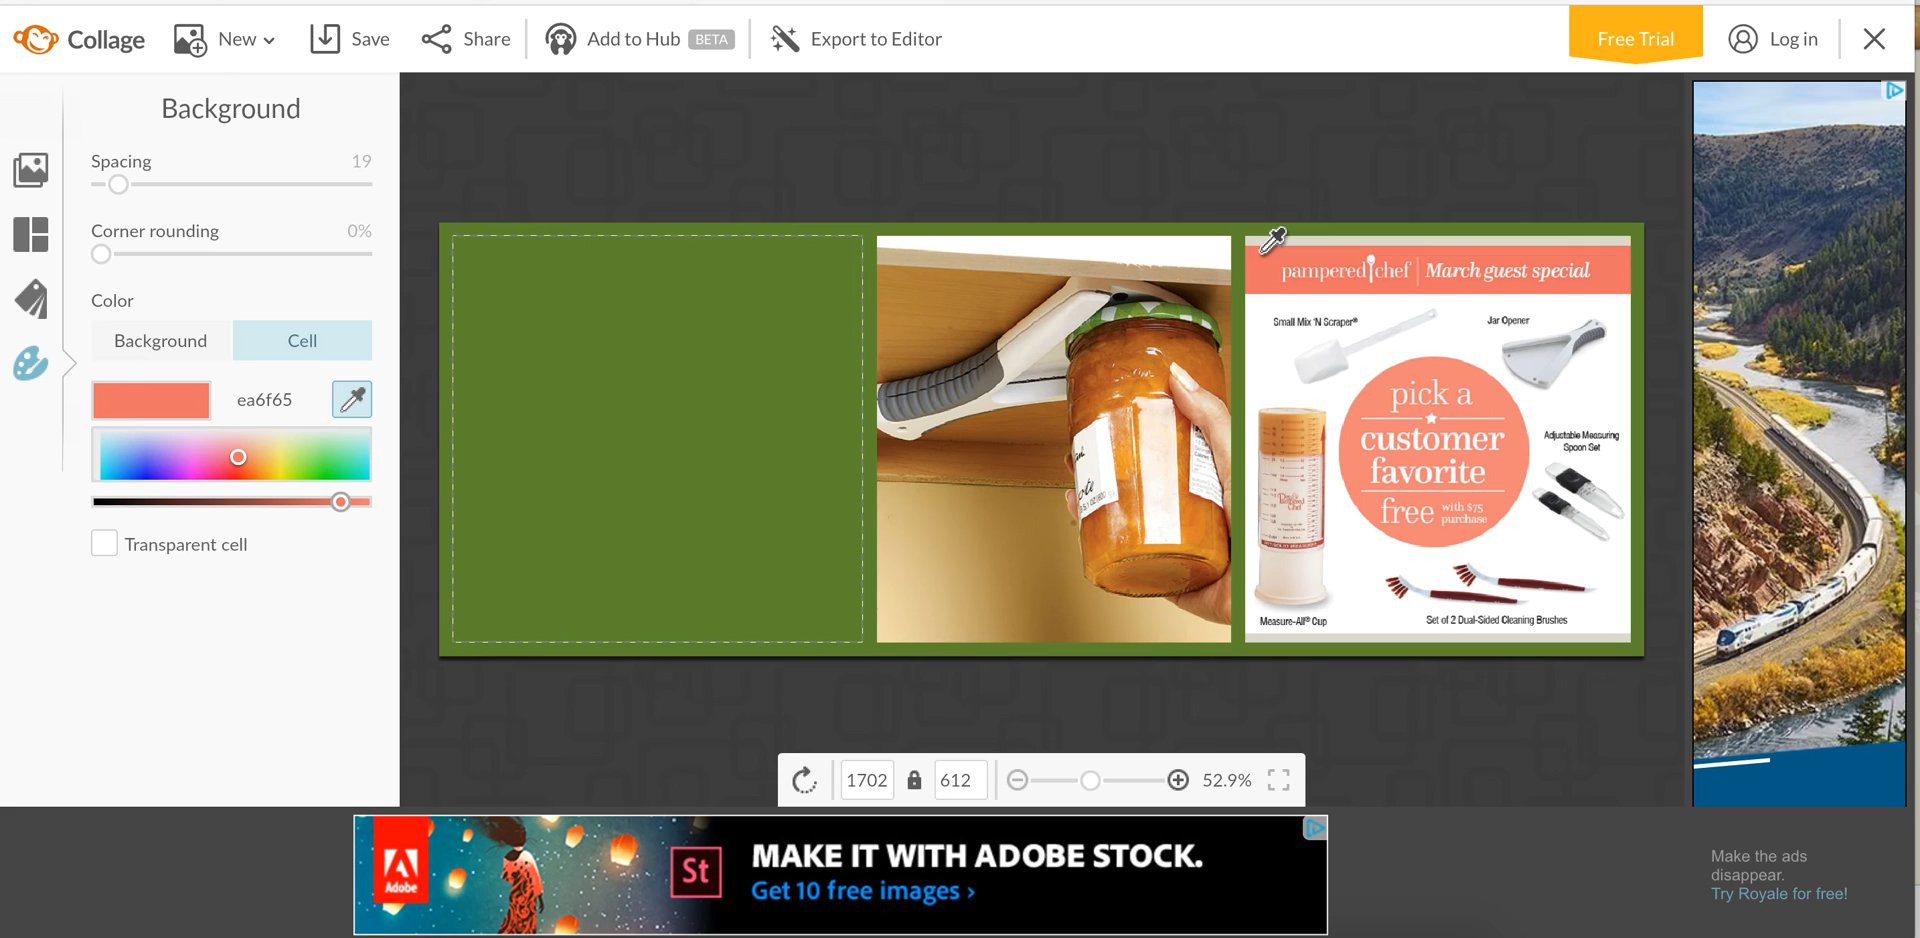 Collage
New
Save
Share
Add to Hub BETA
Export to Editor
Free Trial
Log in
Background
Spacing 19
Corner rounding 0%
Color
Background
Cell
ea6f65
Transparent cell
pampered chef | March guest special
Small Mix 'N Scraper®
Jar Opener
pick a
customer
favorite
free with $75
purchase
Adjustable Measuring
Spoon Set
Measure-All® Cup
Set of 2 Dual-Sided Cleaning Brushes
1702
612
52.9%
Adobe
St
MAKE IT WITH ADOBE STOCK.
Get 10 free images ›
Make the ads
disappear.
Try Royale for free!